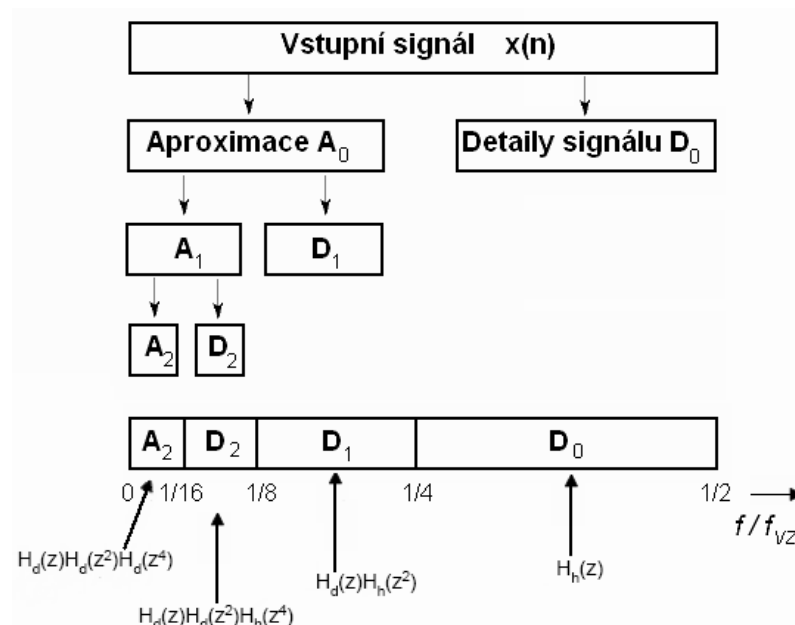 Vstupní signál x(n)
Aproximace A₀ Detaily signálu D₀
A₁ D₁
A₂ D₂
A₂ D₂ D₁ D₀
0 1/16 1/8 1/4 1/2
f/fVZ
Hd(z)Hd(z²)Hd(z⁴)
Hd(z)Hh(z²)
Hh(z)
Hd(z)Hd(z²)Hh(z⁴)